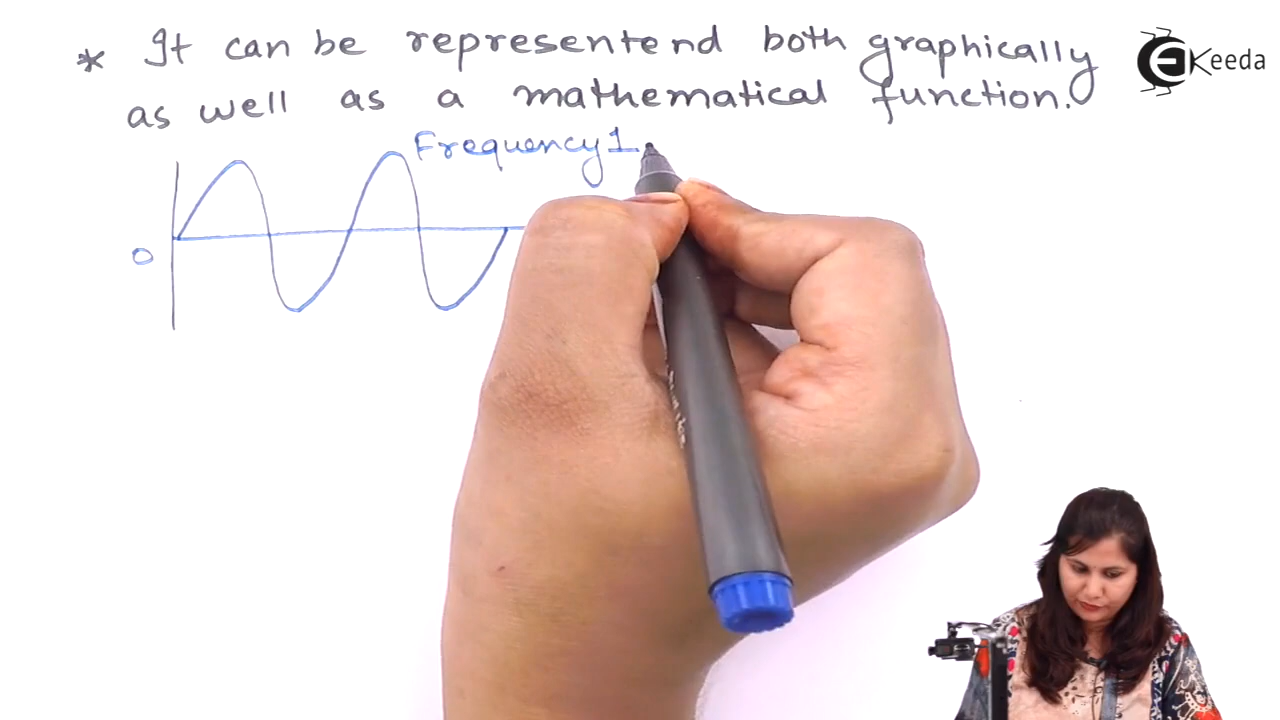 * It can be representend both graphically
as well as a mathematical function.
Frequency 1
0
Ekeeda